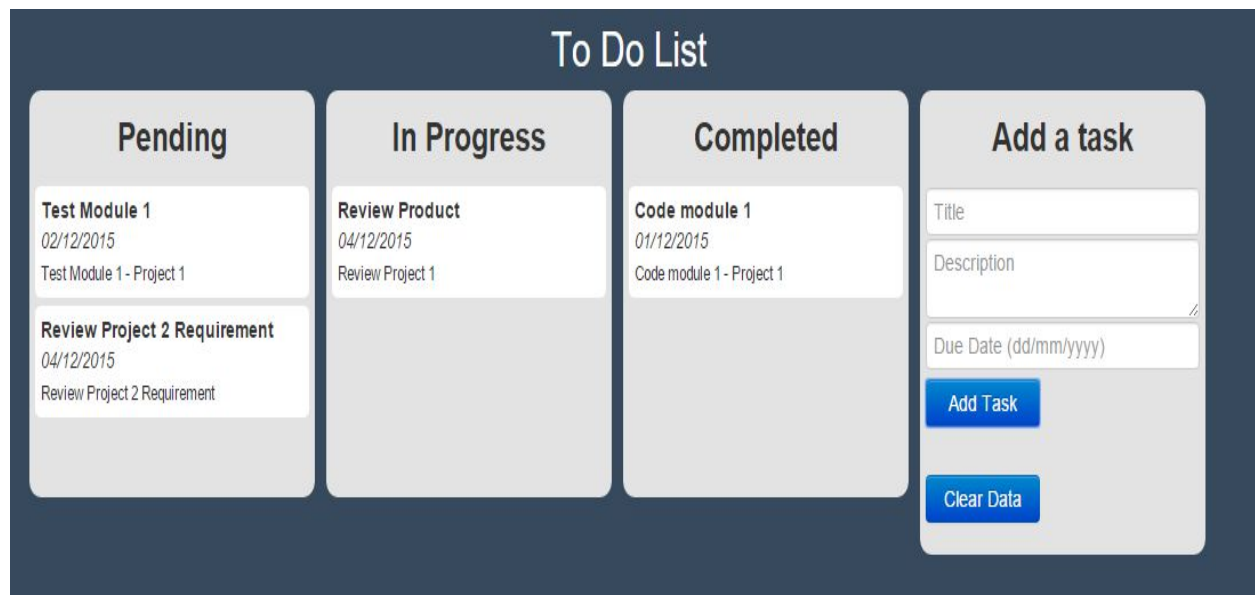 To Do List
Pending
Test Module 1
02/12/2015
Test Module 1 - Project 1
Review Project 2 Requirement
04/12/2015
Review Project 2 Requirement
In Progress
Review Product
04/12/2015
Review Project 1
Completed
Code module 1
01/12/2015
Code module 1 - Project 1
Add a task
Title
Description
Due Date (dd/mm/yyyy)
Add Task
Clear Data